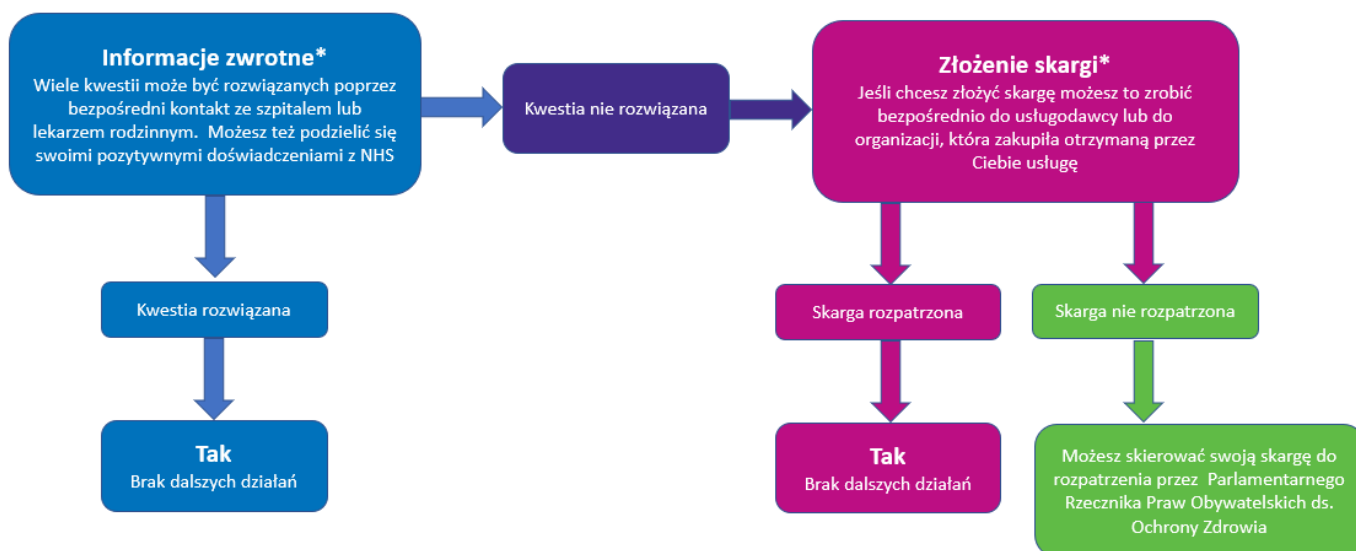 Informacje zwrotne*
Wiele kwestii może być rozwiązanych poprzez
bezpośredni kontakt ze szpitalem lub
lekarzem rodzinnym. Możesz też podzielić się
swoimi pozytywnymi doświadczeniami z NHS
Kwestia nie rozwiązana
Złożenie skargi*
Jeśli chcesz złożyć skargę możesz to zrobić
bezpośrednio do usługodawcy lub do
organizacji, która zakupiła otrzymaną przez
Ciebie usługę
Kwestia rozwiązana
Skarga rozpatrzona
Skarga nie rozpatrzona
Tak
Brak dalszych działań
Tak
Brak dalszych działań
Możesz skierować swoją skargę do
rozpatrzenia przez Parlamentarnego
Rzecznika Praw Obywatelskich ds.
Ochrony Zdrowia